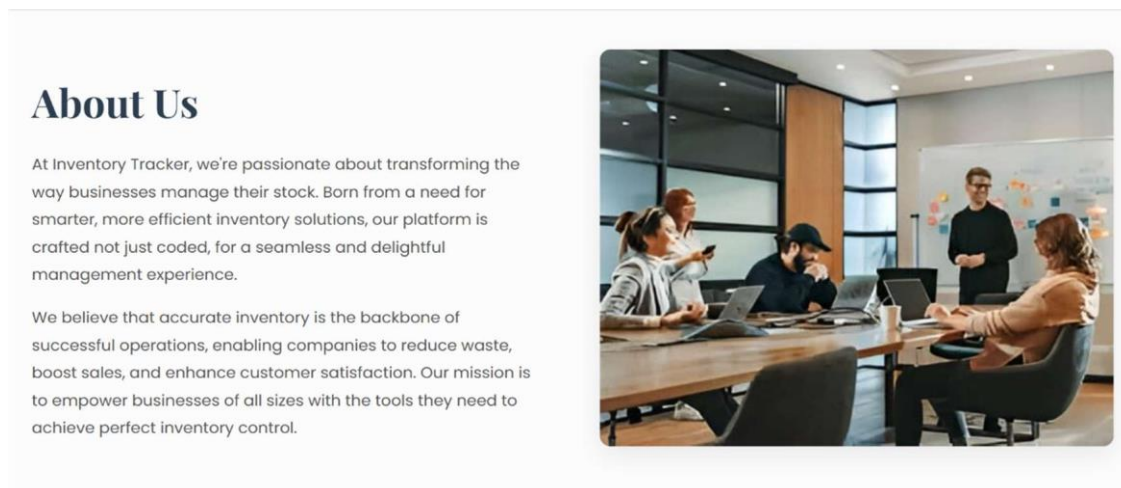 About Us
At Inventory Tracker, we're passionate about transforming the
way businesses manage their stock. Born from a need for
smarter, more efficient inventory solutions, our platform is
crafted not just coded, for a seamless and delightful
management experience.
We believe that accurate inventory is the backbone of
successful operations, enabling companies to reduce waste,
boost sales, and enhance customer satisfaction. Our mission is
to empower businesses of all sizes with the tools they need to
achieve perfect inventory control.